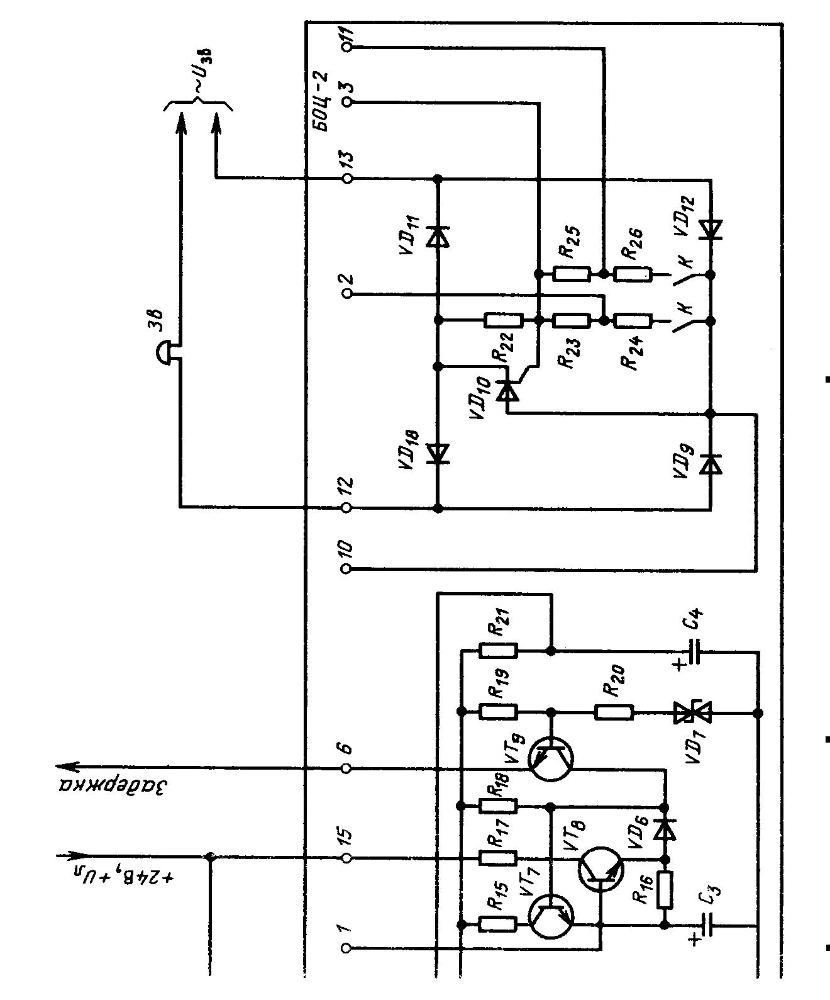 ~Uзв
Зв
Задержка
+24В, +Uп
БОЦ-2
11
3
13
2
12
10
6
15
1
VD11
VD18
VD10
VD12
VD9
R22
R23
R24
R25
R26
К
К
R21
R19
R20
C4
VD7
VT9
R18
R17
VT8
VD6
R15
VT7
R16
C3
+
+